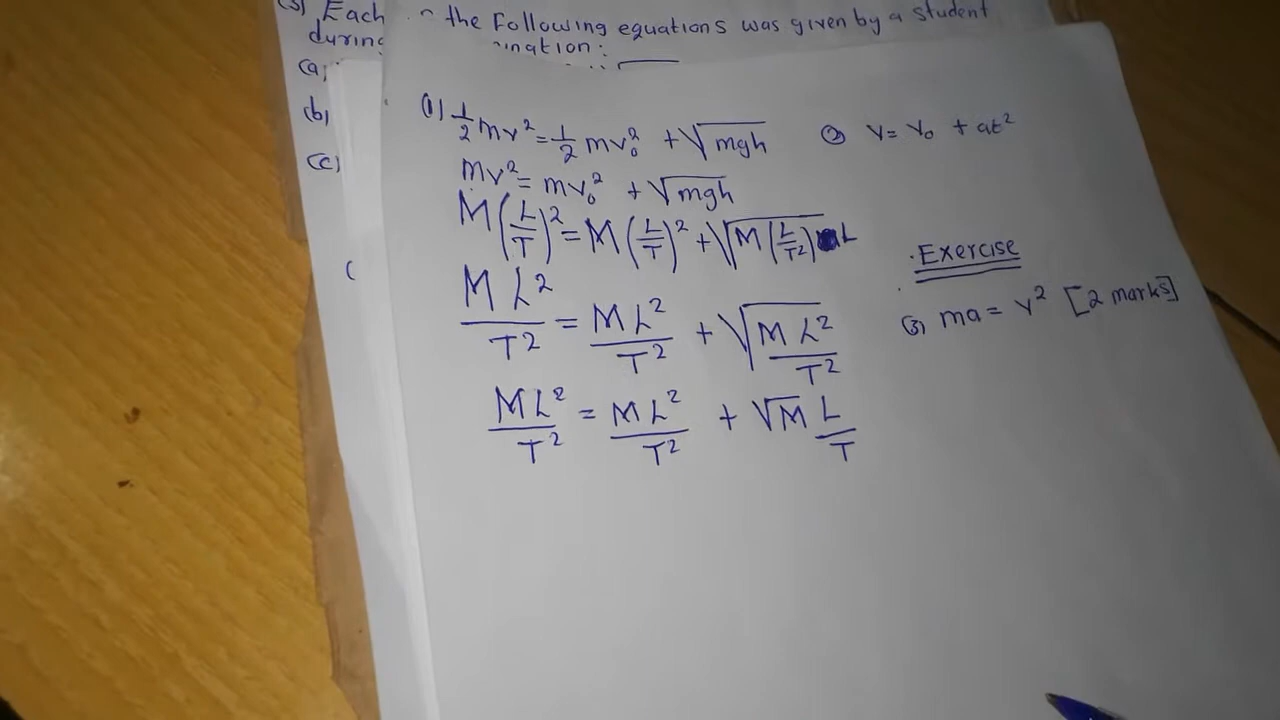 (3) Each the Following equations was given by a student
during ination:
(a)
(b)
(c)
(1) 1/2 mv² = 1/2 mv₀² + √mgh
mv² = mv₀² + √mgh
M(L/T)² = M(L/T)² + √M(L/T²) L
ML²/T² = ML²/T² + √ML²/T²
ML²/T² = ML²/T² + √M L/T
② v = v₀ + at²
Exercise
(3) ma = v² [2 marks]